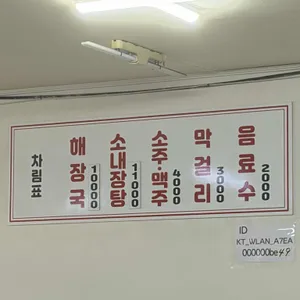 차림표
해장국 10000
소내장탕 11000
소주·맥주 4000
막걸리 3000
음료수 2000
ID
KT_WLAN_A7EA
000000be49